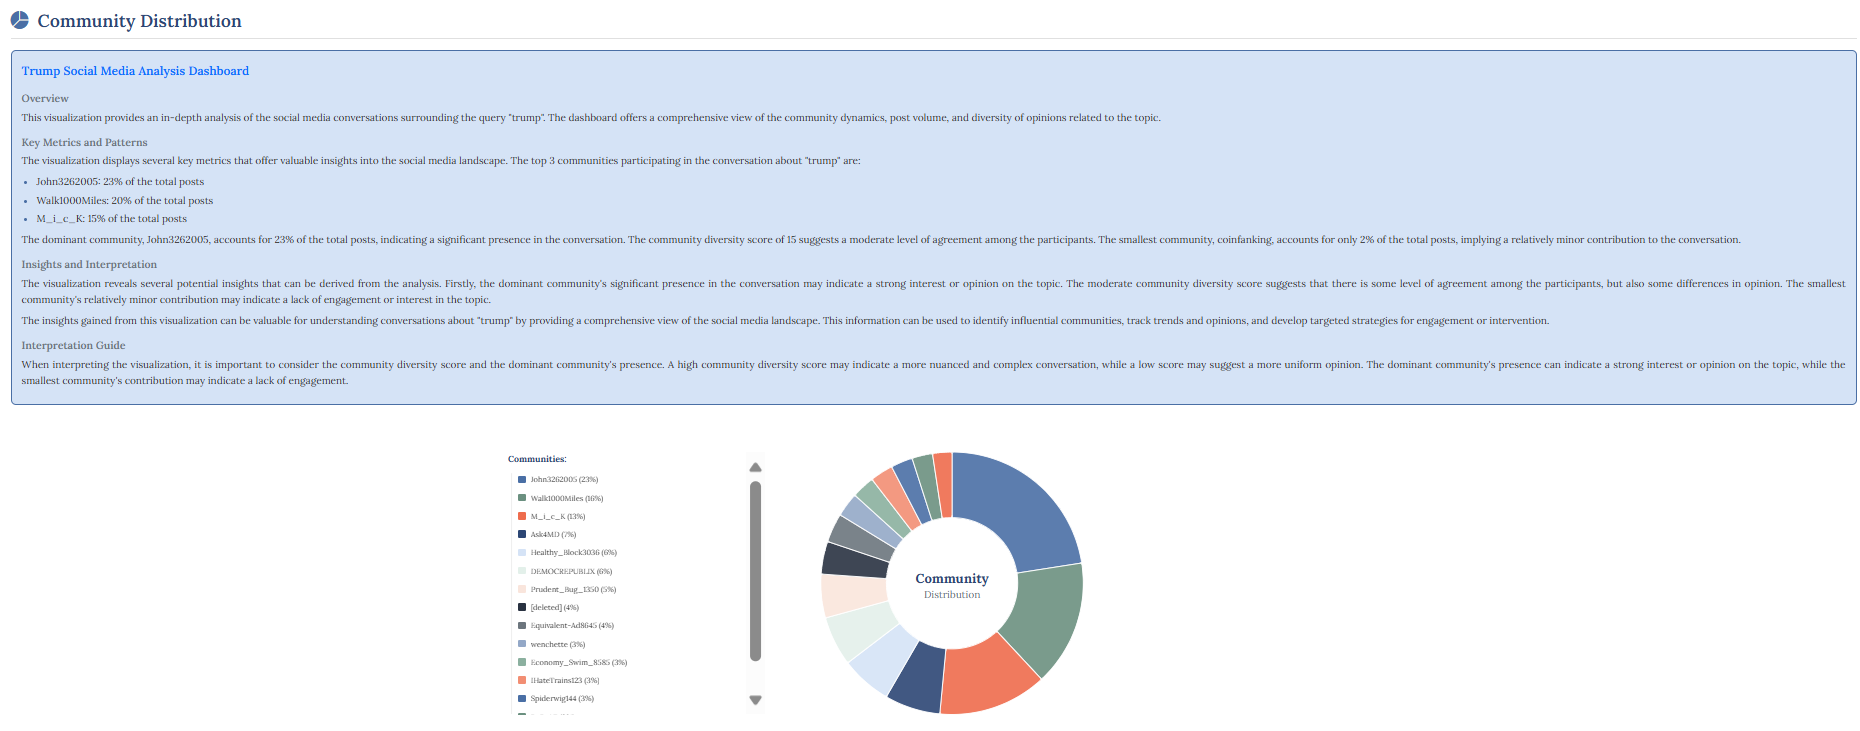 Community Distribution
Trump Social Media Analysis Dashboard
Overview
This visualization provides an in-depth analysis of the social media conversations surrounding the query "trump". The dashboard offers a comprehensive view of the community dynamics, post volume, and diversity of opinions related to the topic.
Key Metrics and Patterns
The visualization displays several key metrics that offer valuable insights into the social media landscape. The top 3 communities participating in the conversation about "trump" are:
• John3262005: 23% of the total posts
• Walk1000Miles: 20% of the total posts
• M_i_c_K: 15% of the total posts
The dominant community, John3262005, accounts for 23% of the total posts, indicating a significant presence in the conversation. The community diversity score of 15 suggests a moderate level of agreement among the participants. The smallest community, coinfanking, accounts for only 2% of the total posts, implying a relatively minor contribution to the conversation.
Insights and Interpretation
The visualization reveals several potential insights that can be derived from the analysis. Firstly, the dominant community's significant presence in the conversation may indicate a strong interest or opinion on the topic. The moderate community diversity score suggests that there is some level of agreement among the participants, but also some differences in opinion. The smallest
community's relatively minor contribution may indicate a lack of engagement or interest in the topic.
The insights gained from this visualization can be valuable for understanding conversations about "trump" by providing a comprehensive view of the social media landscape. This information can be used to identify influential communities, track trends and opinions, and develop targeted strategies for engagement or intervention.
Interpretation Guide
When interpreting the visualization, it is important to consider the community diversity score and the dominant community's presence. A high community diversity score may indicate a more nuanced and complex conversation, while a low score may suggest a more uniform opinion. The dominant community's presence can indicate a strong interest or opinion on the topic, while the
smallest community's contribution may indicate a lack of engagement.
Communities:
John3262005 (23%)
Walk1000Miles (16%)
M_i_c_K (13%)
Ask4MD (7%)
Healthy_Block3036 (6%)
DEMOCREPUBLIX (6%)
Prudent_Bug_1350 (5%)
[deleted] (4%)
Equivalent-Ad8645 (4%)
wenchette (3%)
Economy_Swim_8585 (3%)
IHateTrains123 (3%)
Spiderwig144 (3%)
Community
Distribution